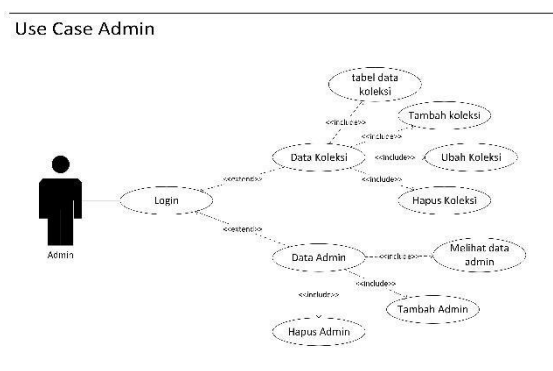 Use Case Admin
tabel data
koleksi
<<include>>
Tambah koleksi
<<include>>
Data Koleksi
<<include>>
Ubah Koleksi
<<extend>>
<<include>>
Login
Hapus Koleksi
Admin
<<extend>>
Data Admin
<<include>>
Melihat data
admin
<<include>>
<<include>>
Tambah Admin
Hapus Admin